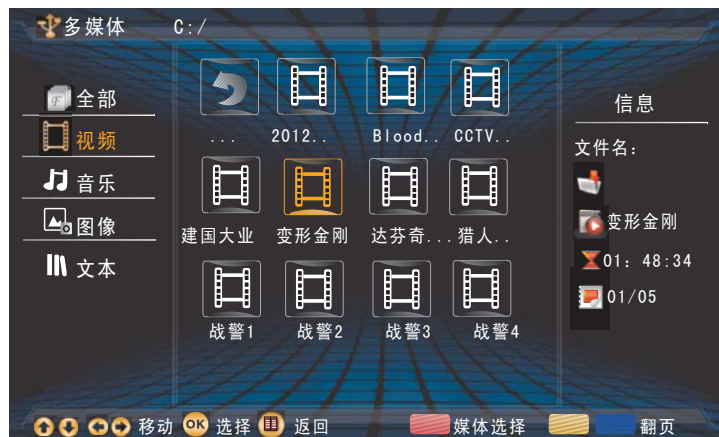 多媒体 C:/
全部
视频
音乐
图像
文本
... 2012.. Blood.. CCTV..
建国大业 变形金刚 达芬奇... 猎人..
战警1 战警2 战警3 战警4
信息
文件名:
变形金刚
01: 48:34
01/05
移动 OK 选择 返回 媒体选择 翻页